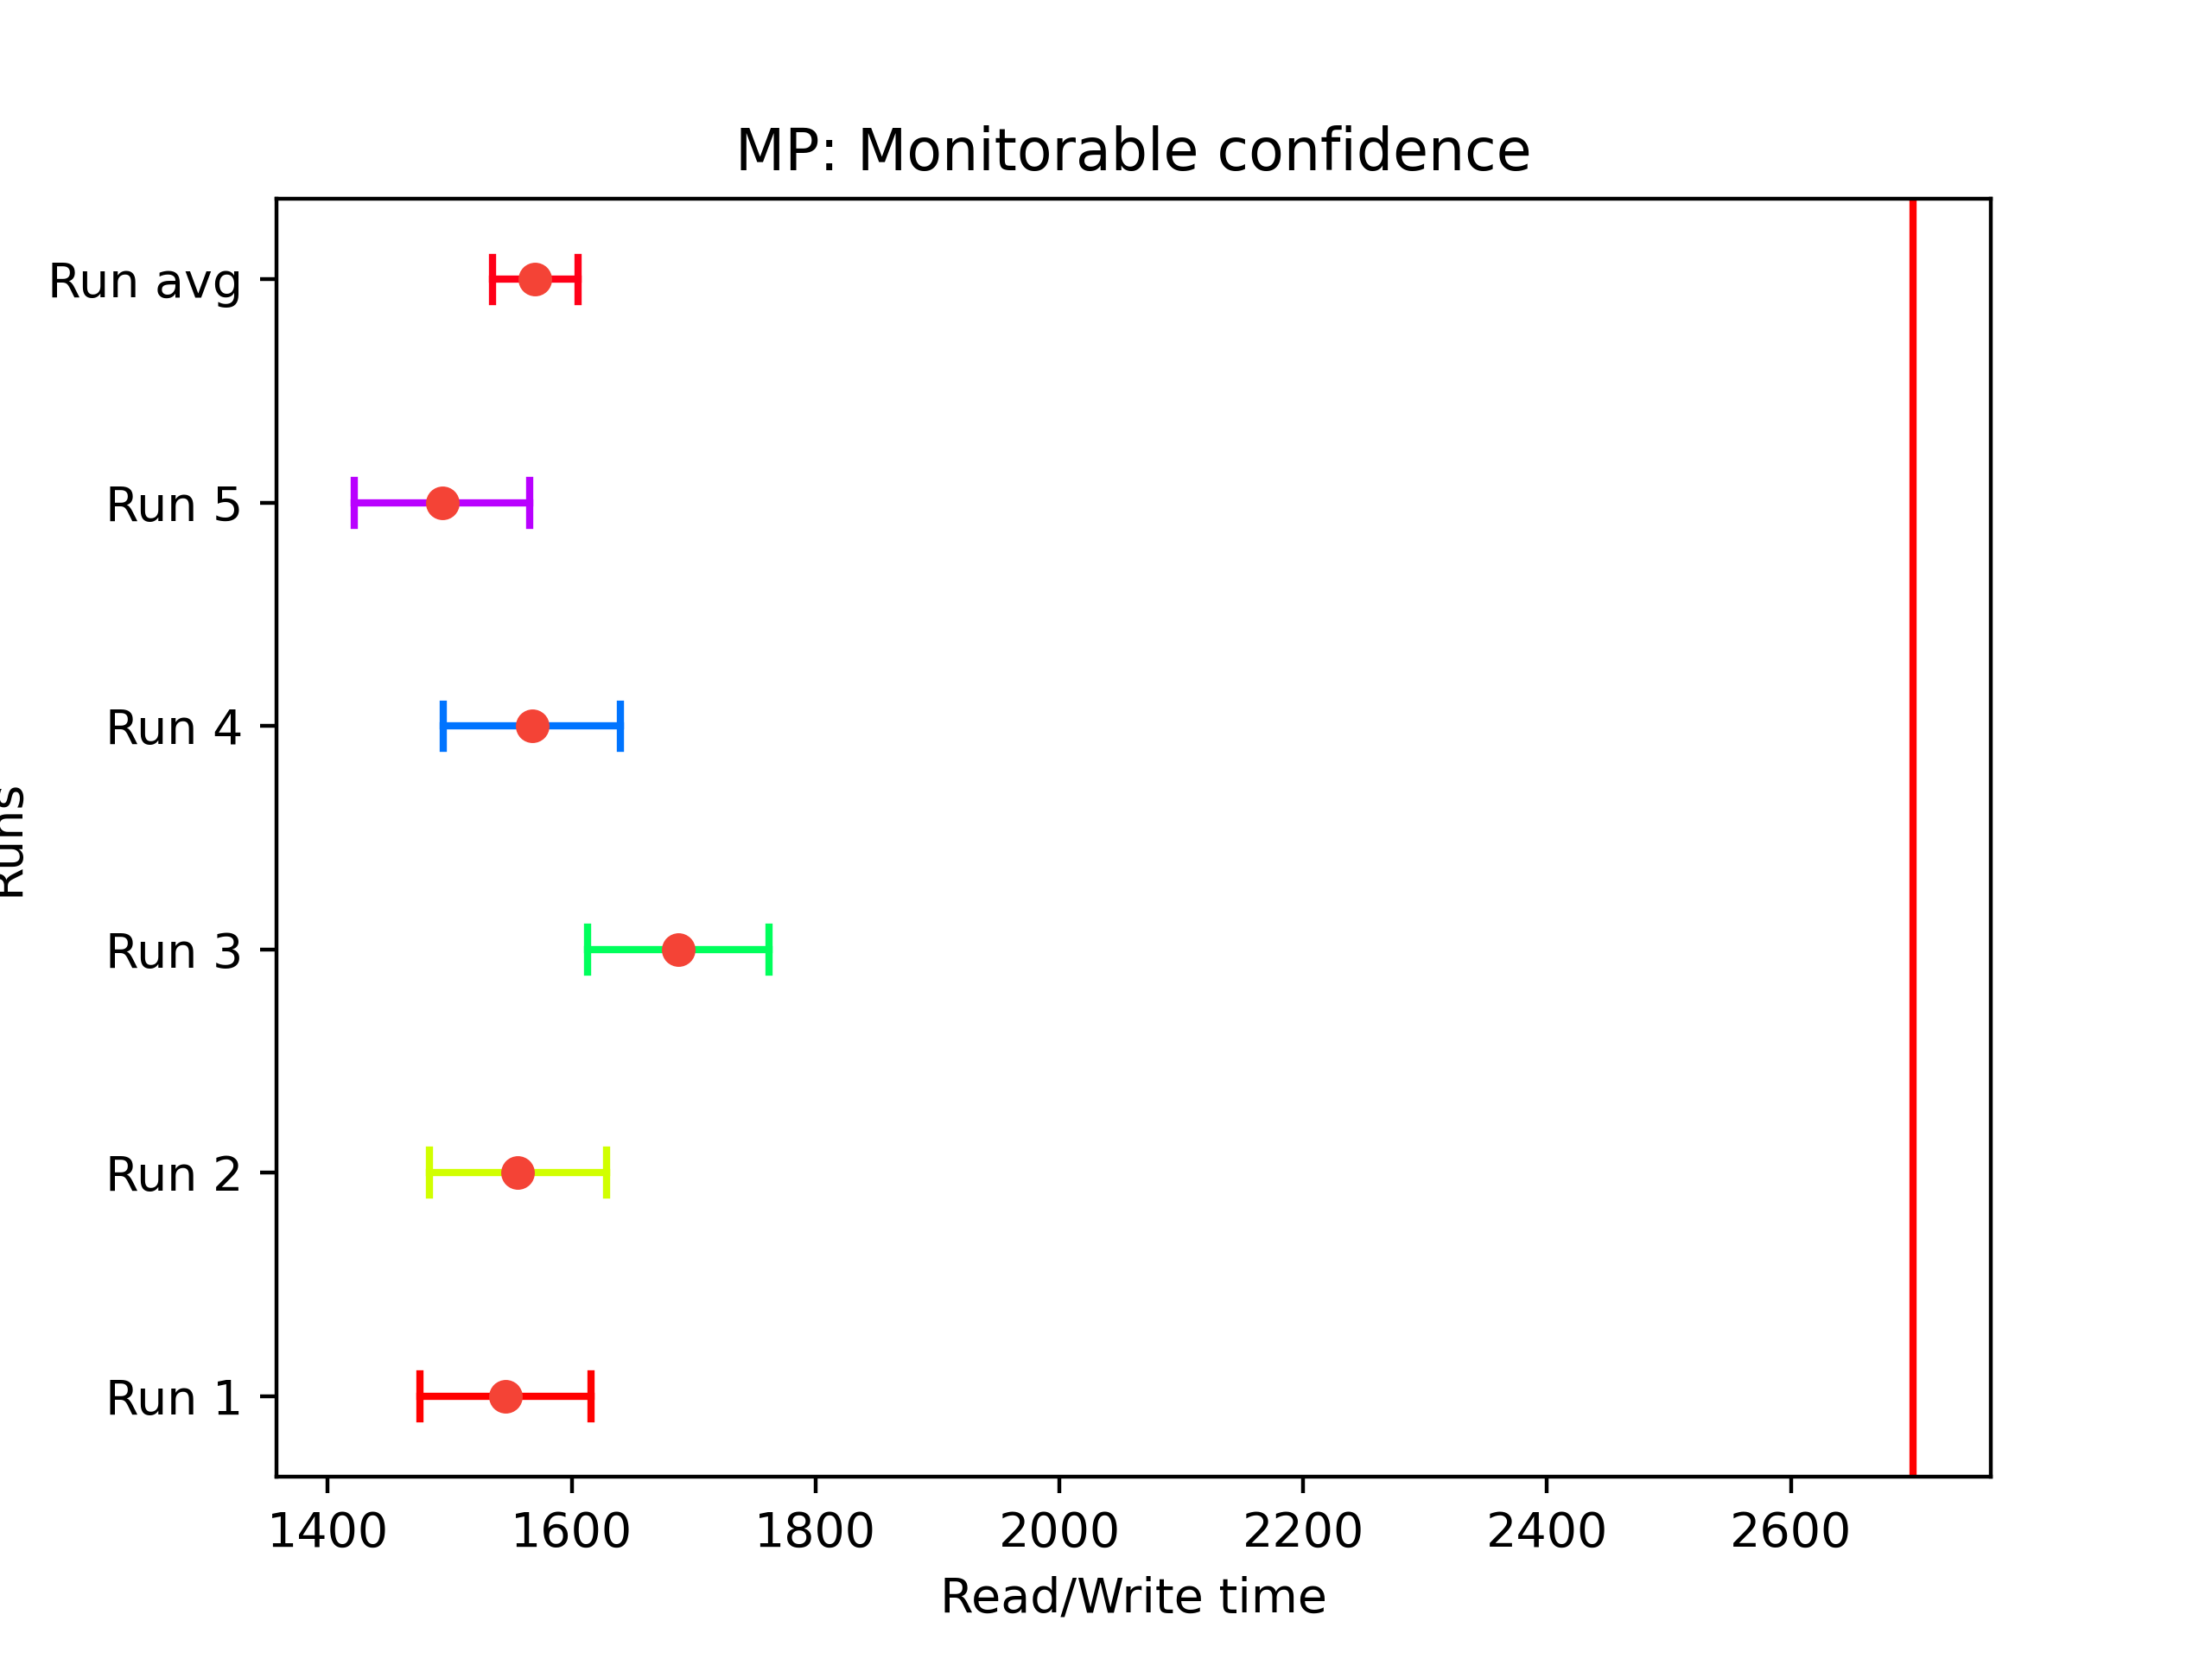 MP: Monitorable confidence
Run avg
Run 5
Run 4
Run 3
Run 2
Run 1
Runs
1400 1600 1800 2000 2200 2400 2600
Read/Write time